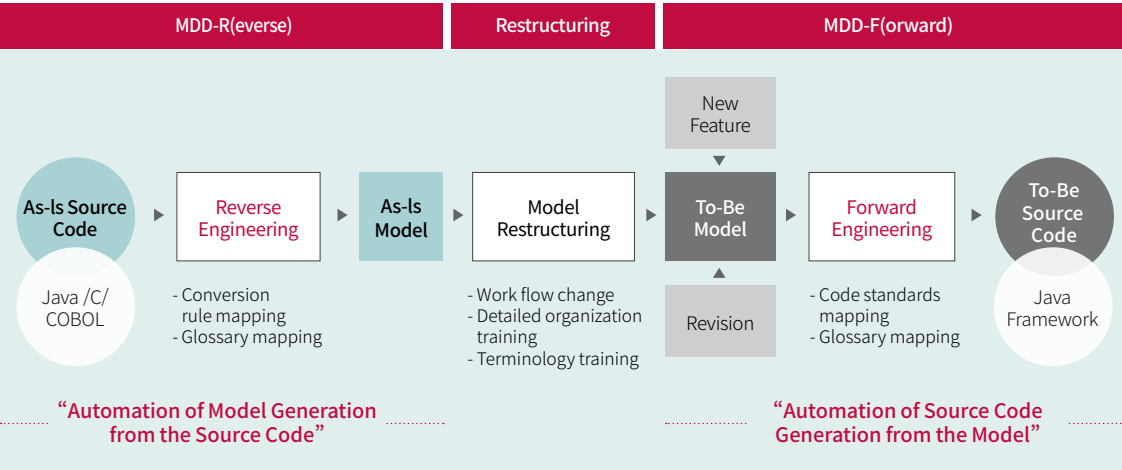 MDD-R(everse)
Restructuring
MDD-F(orward)
New
Feature
As-ls Source
Code
Reverse
Engineering
As-ls
Model
Model
Restructuring
To-Be
Model
Forward
Engineering
To-Be
Source
Code
Java /C/
COBOL
- Conversion
rule mapping
- Glossary mapping
- Work flow change
- Detailed organization
training
- Terminology training
Revision
- Code standards
mapping
- Glossary mapping
Java
Framework
“Automation of Model Generation
from the Source Code”
“Automation of Source Code
Generation from the Model”